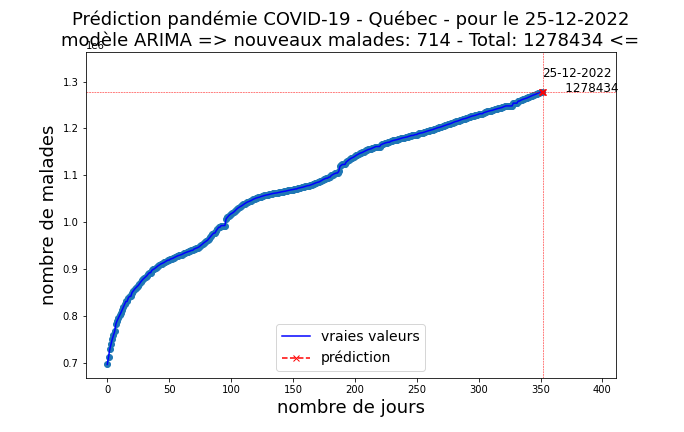 Prédiction pandémie COVID-19 - Québec - pour le 25-12-2022
modèle ARIMA => nouveaux malades: 714 - Total: 1278434 <=
1e6
25-12-2022
1278434
1.3
1.2
1.1
1.0
0.9
0.8
0.7
nombre de malades
vraies valeurs
prédiction
0 50 100 150 200 250 300 350 400
nombre de jours